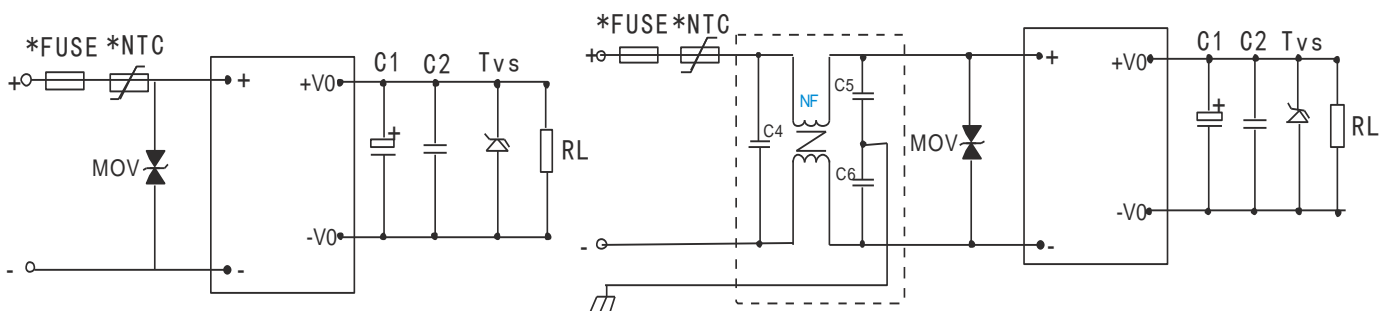 *FUSE *NTC
+
+
-
-
MOV
+V0
-V0
C1
+
C2
Tvs
RL
*FUSE*NTC
+
-
C4
NF
C5
C6
MOV
+
-
+V0
-V0
C1
+
C2
Tvs
RL